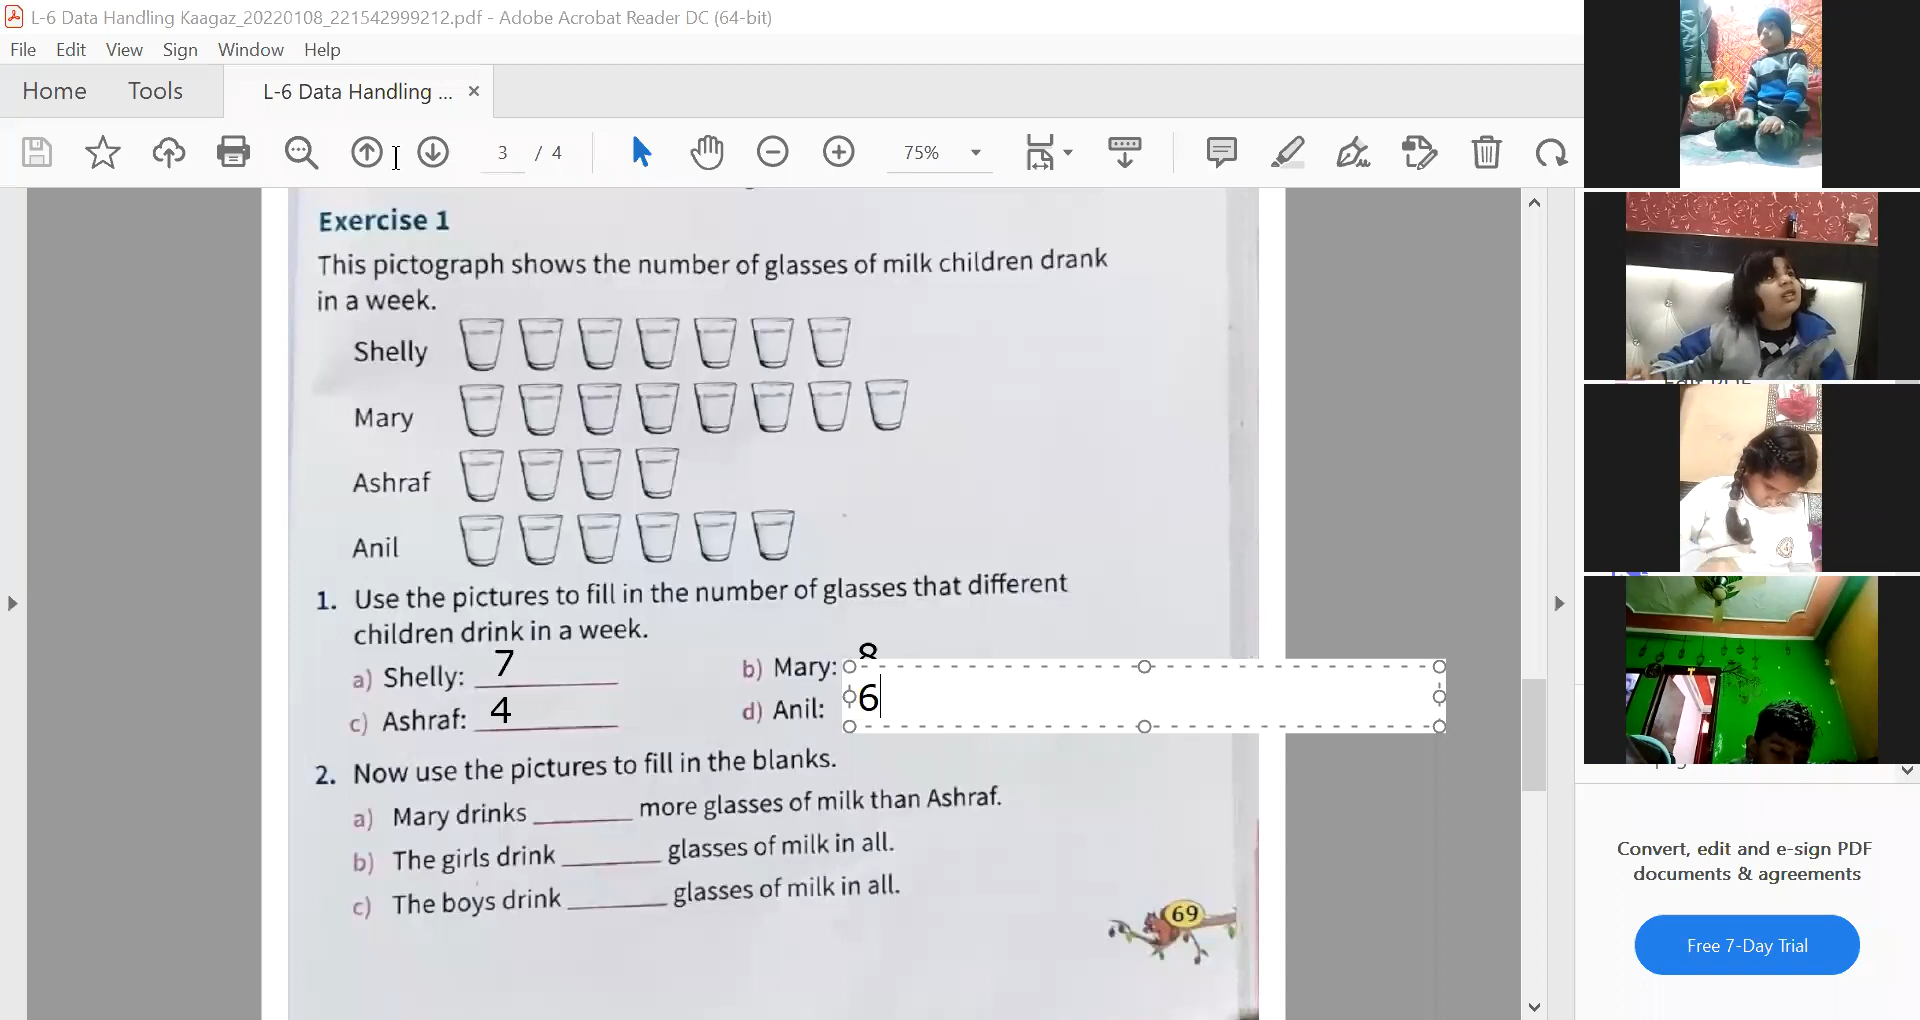 L-6 Data Handling Kaagaz_20220108_221542999212.pdf - Adobe Acrobat Reader DC (64-bit)
File Edit View Sign Window Help
Home Tools L-6 Data Handling ... ×
3 / 4 75%
Exercise 1
This pictograph shows the number of glasses of milk children drank
in a week.
Shelly
Mary
Ashraf
Anil
1. Use the pictures to fill in the number of glasses that different
children drink in a week.
a) Shelly: 7 b) Mary: 8
c) Ashraf: 4 d) Anil: 6
2. Now use the pictures to fill in the blanks.
a) Mary drinks ______ more glasses of milk than Ashraf.
b) The girls drink ______ glasses of milk in all.
c) The boys drink ______ glasses of milk in all.
69
Convert, edit and e-sign PDF
documents & agreements
Free 7-Day Trial